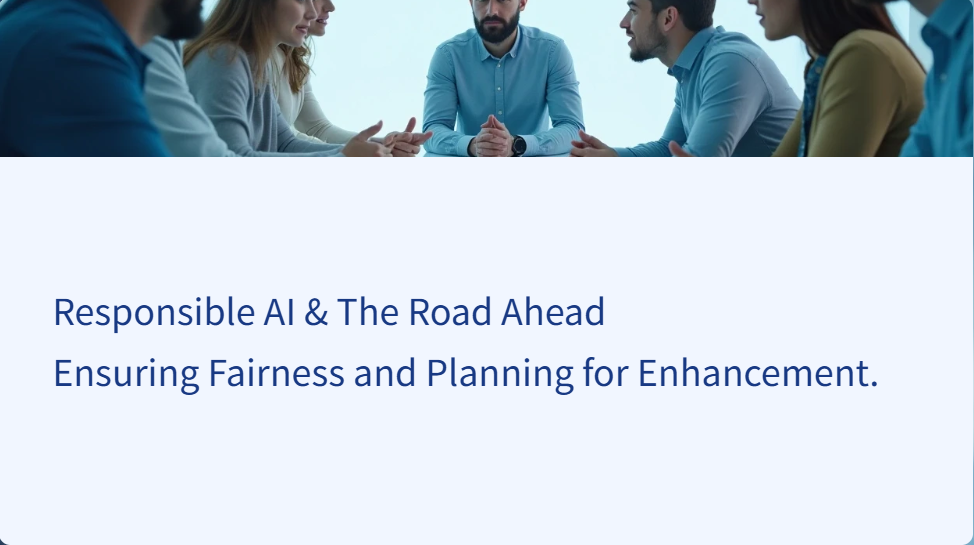 Responsible AI & The Road Ahead
Ensuring Fairness and Planning for Enhancement.